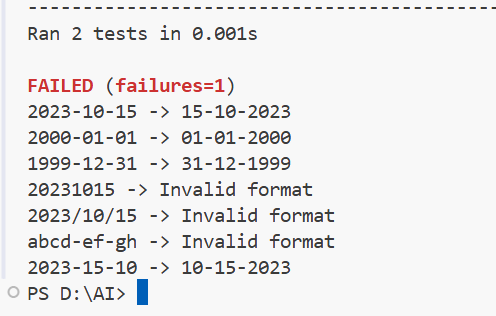 ----------------------------------------------------------------------
Ran 2 tests in 0.001s
FAILED (failures=1)
2023-10-15 -> 15-10-2023
2000-01-01 -> 01-01-2000
1999-12-31 -> 31-12-1999
20231015 -> Invalid format
2023/10/15 -> Invalid format
abcd-ef-gh -> Invalid format
2023-15-10 -> 10-15-2023
PS D:\AI>